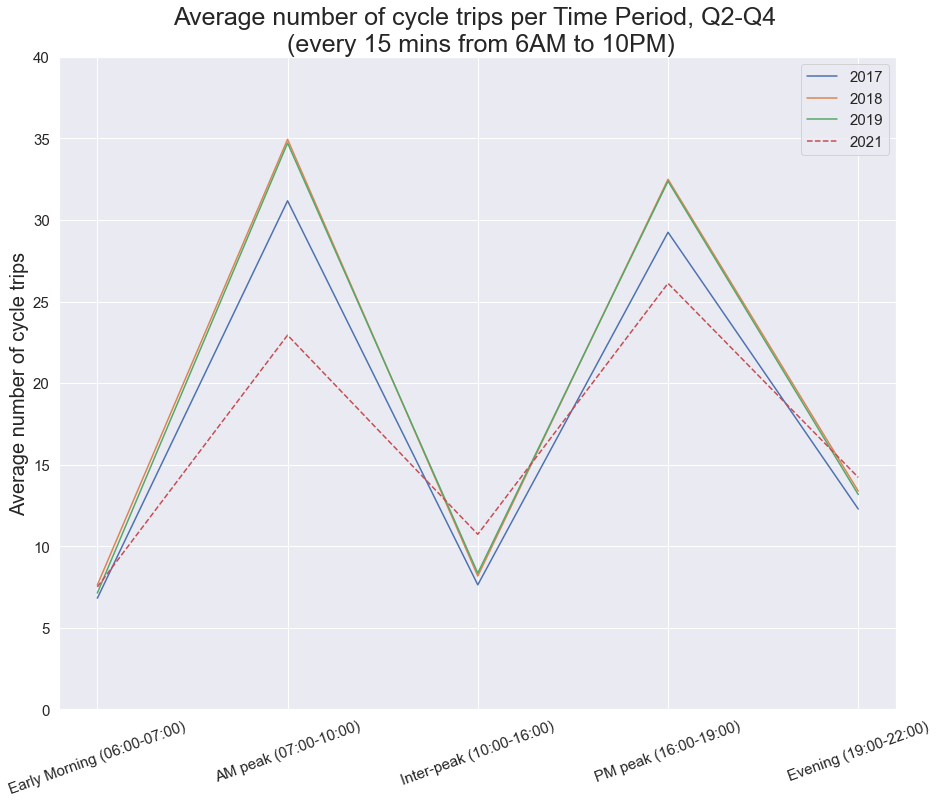 Average number of cycle trips per Time Period, Q2-Q4
(every 15 mins from 6AM to 10PM)
2017
2018
2019
2021
Average number of cycle trips
40
35
30
25
20
15
10
5
0
Early Morning (06:00-07:00)
AM peak (07:00-10:00)
Inter-peak (10:00-16:00)
PM peak (16:00-19:00)
Evening (19:00-22:00)